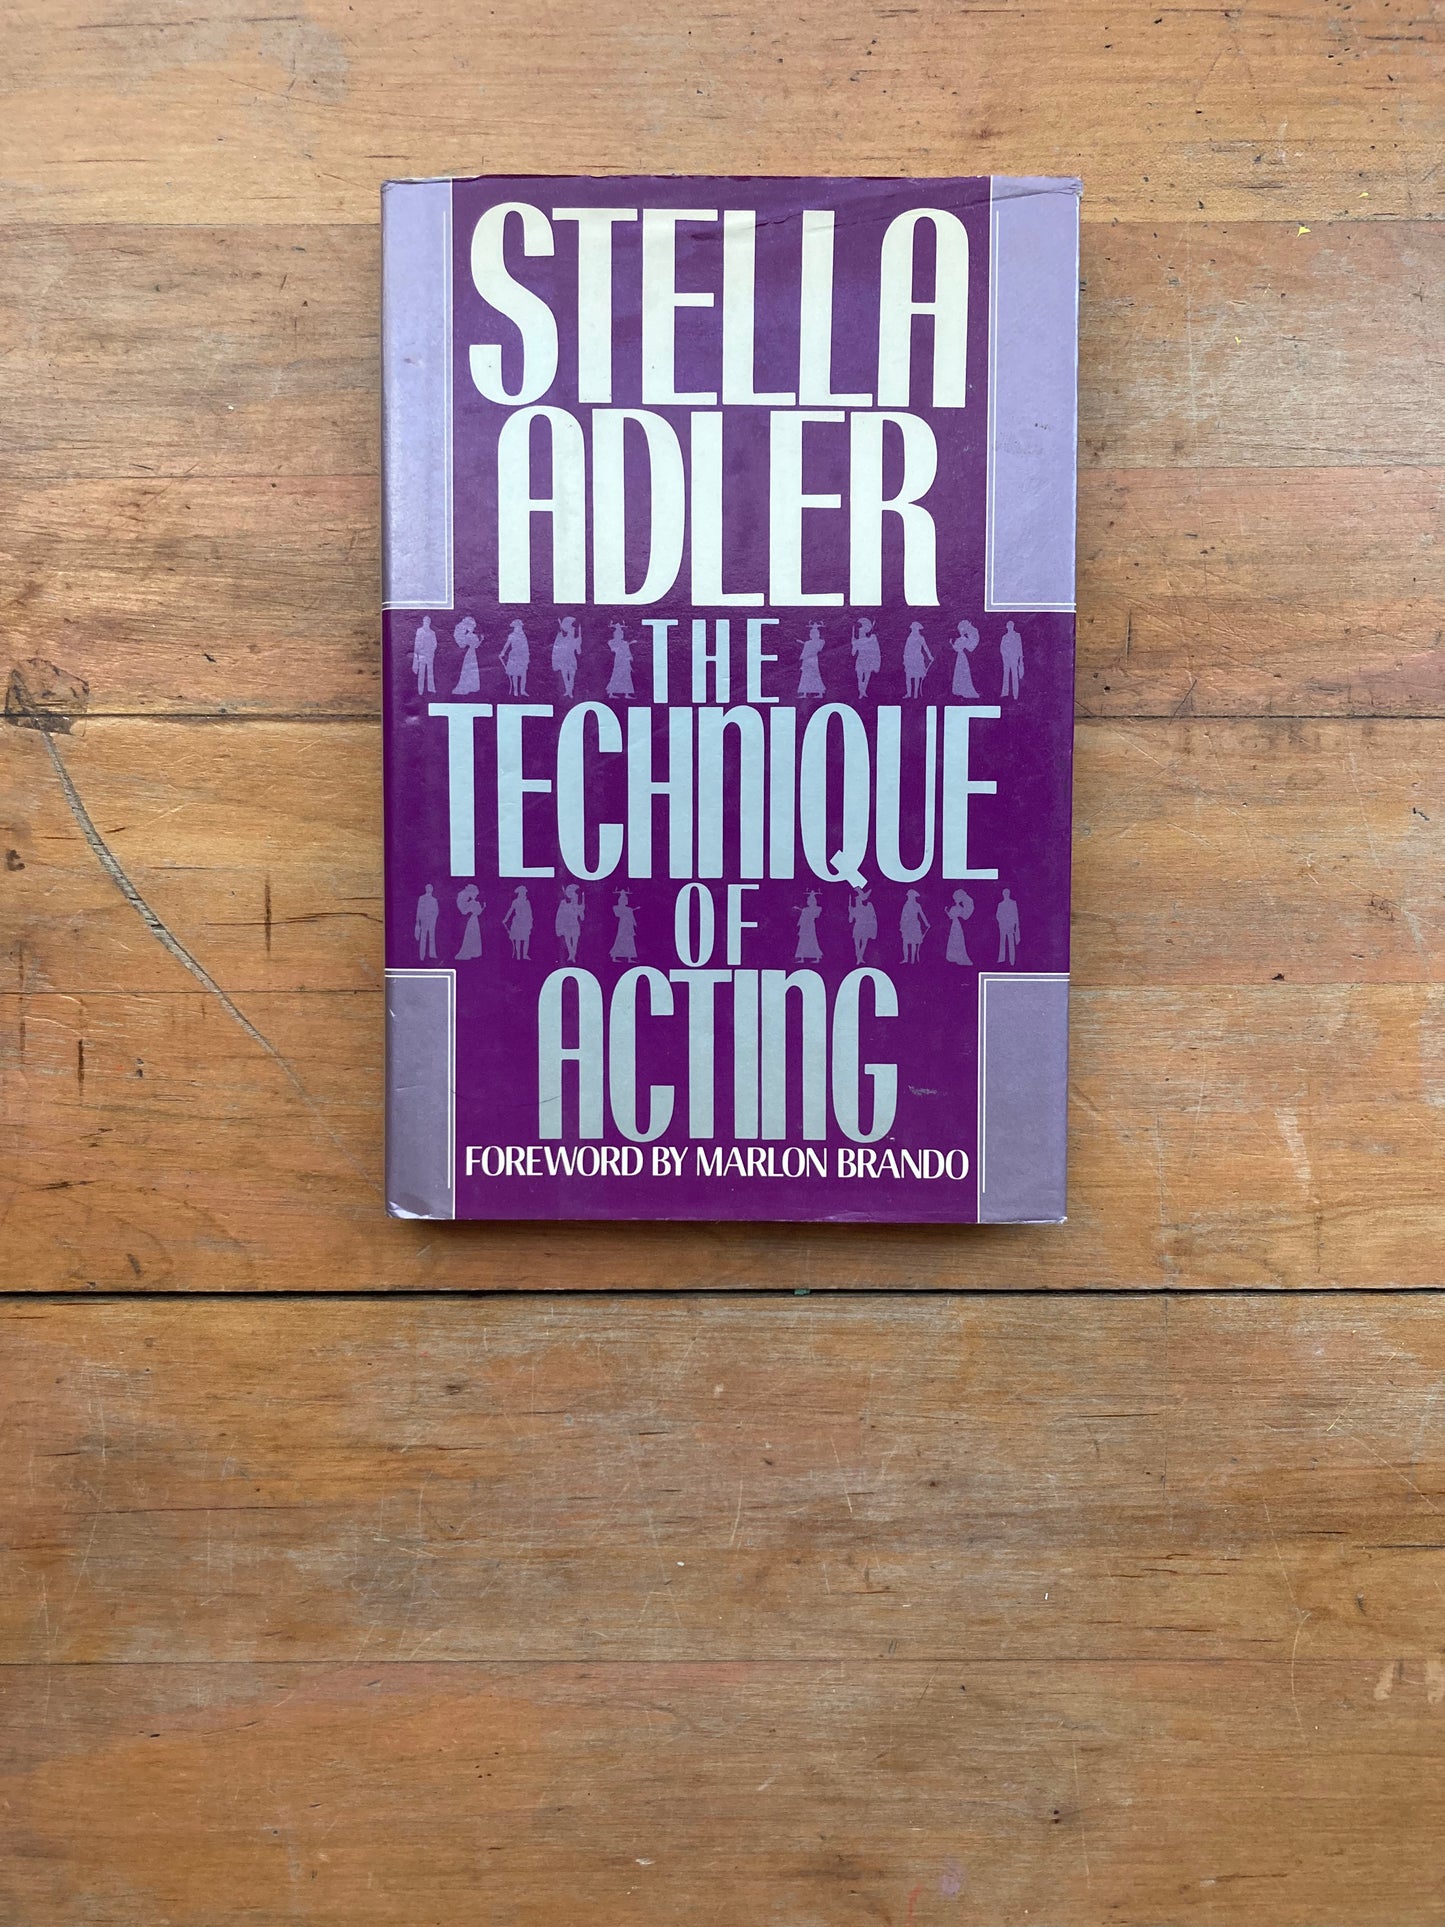 STELLA
ADLER
THE
TECHNIQUE
OF
ACTING
FOREWORD BY MARLON BRANDO